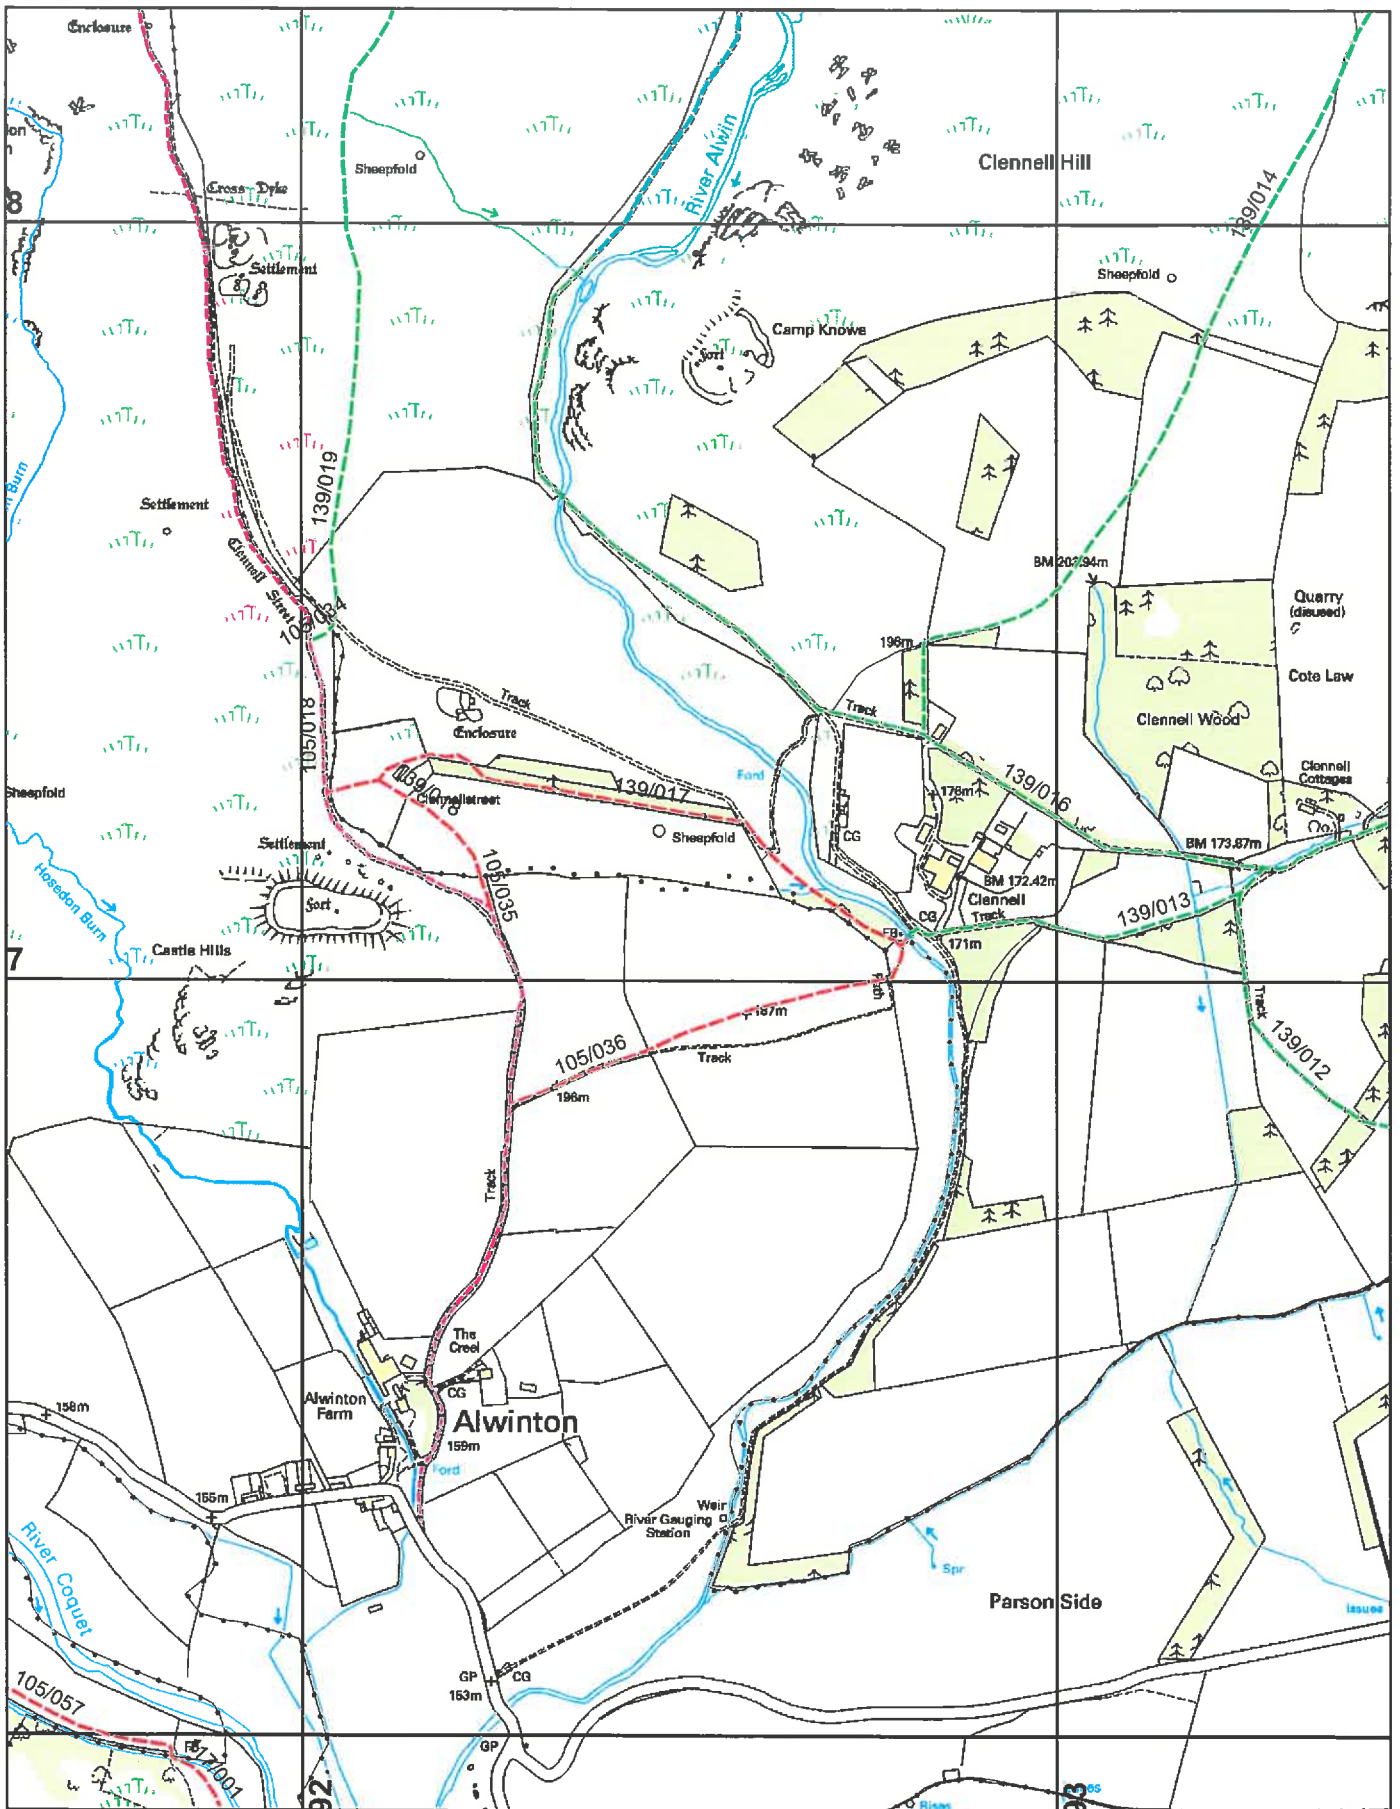 Enclosure
Sheepfold
River Alwin
Clennell Hill
139/014
Cross Dyke
8
Settlement
Sheepfold
Camp Knowe
fort
139/019
Settlement
Clennell Street
BM 202.94m
Quarry
(disused)
196m
Cote Law
Track
Track
Enclosure
Clennell Wood
105/018
Ford
139/016
Clennell
Cottages
176m
139/017
Clennellstreet
Sheepfold
Sheepfold
CG
BM 173.87m
Settlement
Hosedon Burn
105/035
BM 172.42m
Clennell
fort
CG
Track
139/013
FB
171m
Castle Hills
7
Path
Track
187m
105/036
Track
139/012
196m
Track
The
Creel
CG
Alwinton
Farm
Alwinton
158m
159m
Ford
155m
Weir
River Gauging
Station
River Coquet
Spr
Parson Side
Issues
GP
CG
153m
105/057
FB
GP
92
93
Rises